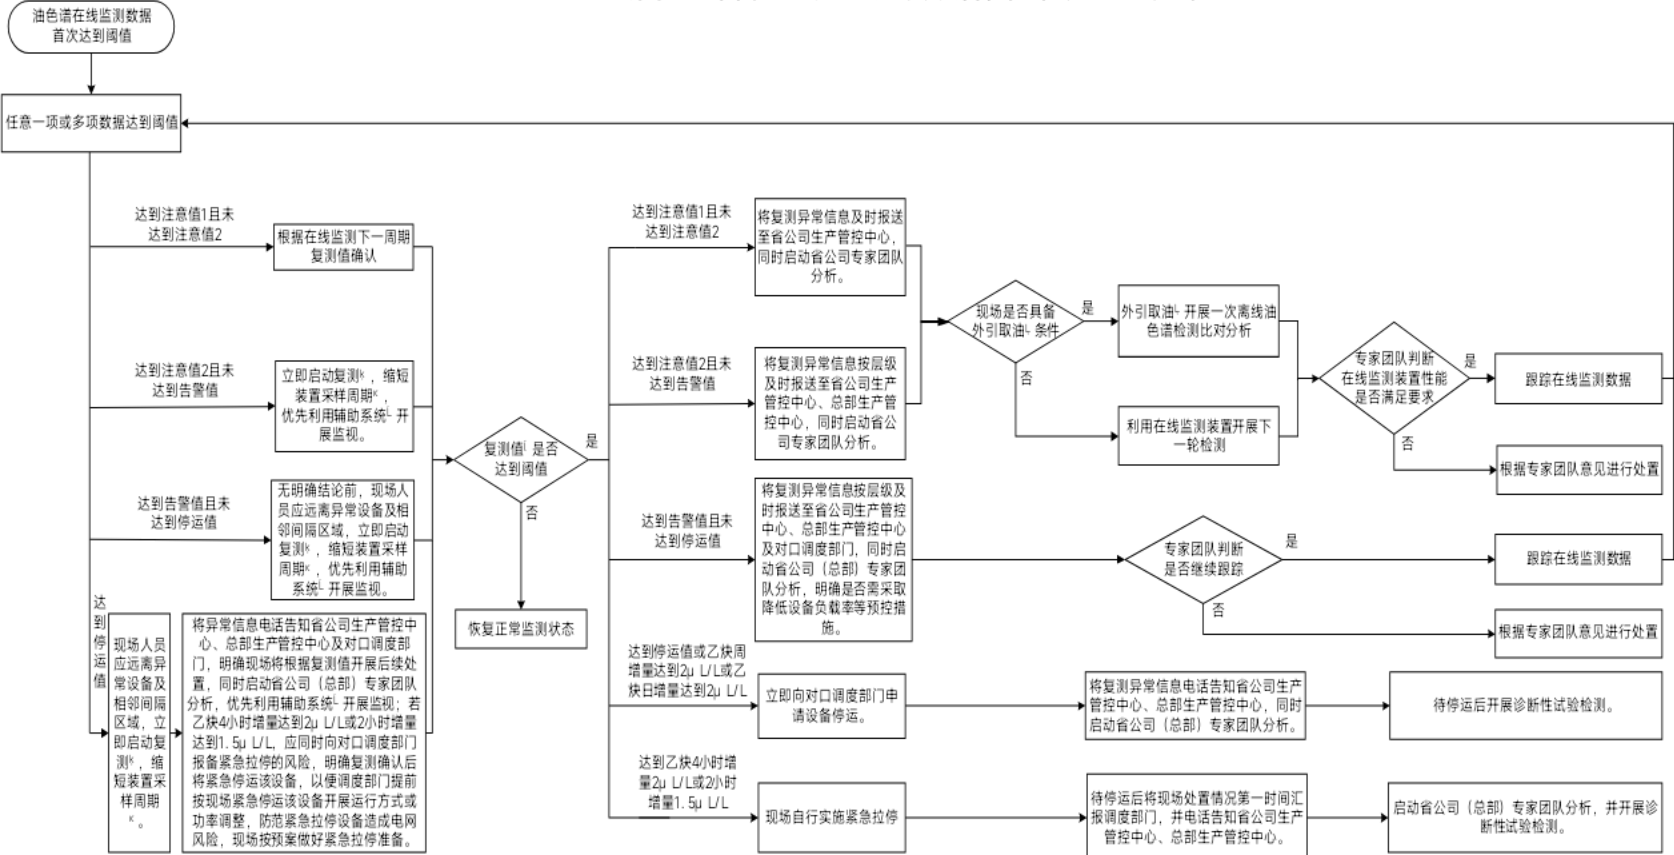 油色谱在线监测数据
首次达到阈值
任意一项或多项数据达到阈值
达到注意值1且未
达到注意值2
根据在线监测下一周期
复测值确认
达到注意值2且未
达到告警值
立即启动复测k，缩短
装置采样周期K，
优先利用辅助系统L开
展监视。
达到告警值且未
达到停运值
无明确结论前，现场人
员应远离异常设备及相
邻间隔区域，立即启动
复测k，缩短装置采样
周期K，优先利用辅助
系统L开展监视。
达
到
停
运
值
现场人员
应远离异
常设备及
相邻间隔
区域，立
即启动复
测k，缩
短装置采
样周期
K。
将异常信息电话告知省公司生产管控中
心、总部生产管控中心及对口调度部
门，明确现场将根据复测值开展后续处
置，同时启动省公司（总部）专家团队
分析，优先利用辅助系统L开展监视；若
乙炔4小时增量达到2μ L/L或2小时增量
达到1.5μ L/L，应同时向对口调度部门
报备紧急拉停的风险，明确复测确认后
将紧急停运该设备，以便调度部门提前
按现场紧急停运该设备开展运行方式或
功率调整，防范紧急拉停设备造成电网
风险，现场按预案做好紧急拉停准备。
复测值j是否
达到阈值
是
否
恢复正常监测状态
达到注意值1且未
达到注意值2
将复测异常信息及时报送
至省公司生产管控中心，
同时启动省公司专家团队
分析。
达到注意值2且未
达到告警值
将复测异常信息按层级
及时报送至省公司生产
管控中心、总部生产管
控中心，同时启动省公
司专家团队分析。
现场是否具备
外引取油L条件
是
否
外引取油L开展一次离线油
色谱检测比对分析
利用在线监测装置开展下
一轮检测
专家团队判断
在线监测装置性能
是否满足要求
是
跟踪在线监测数据
否
根据专家团队意见进行处置
达到告警值且未
达到停运值
将复测异常信息按层级及
时报送至省公司生产管控
中心、总部生产管控中心
及对口调度部门，同时启
动省公司（总部）专家团
队分析，明确是否需采取
降低设备负载率等预控措
施。
专家团队判断
是否继续跟踪
是
跟踪在线监测数据
否
根据专家团队意见进行处置
达到停运值或乙炔周
增量达到2μ L/L或乙
炔日增量达到2μ L/L
立即向对口调度部门申
请设备停运。
将复测异常信息电话告知省公司生产
管控中心、总部生产管控中心，同时
启动省公司（总部）专家团队分析。
待停运后开展诊断性试验检测。
达到乙炔4小时增
量2μ L/L或2小时
增量1.5μ L/L
现场自行实施紧急拉停
待停运后将现场处置情况第一时间汇
报调度部门，并电话告知省公司生产
管控中心、总部生产管控中心。
启动省公司（总部）专家团队分析，并开展诊
断性试验检测。